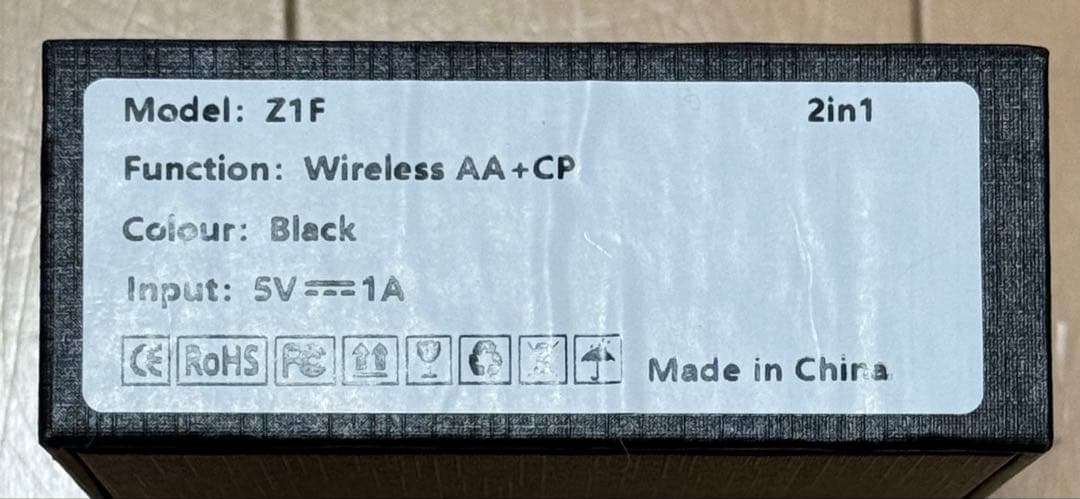 Model: Z1F 2in1
Function: Wireless AA+CP
Colour: Black
Input: 5V⎓1A
CE RoHS FC Made in China